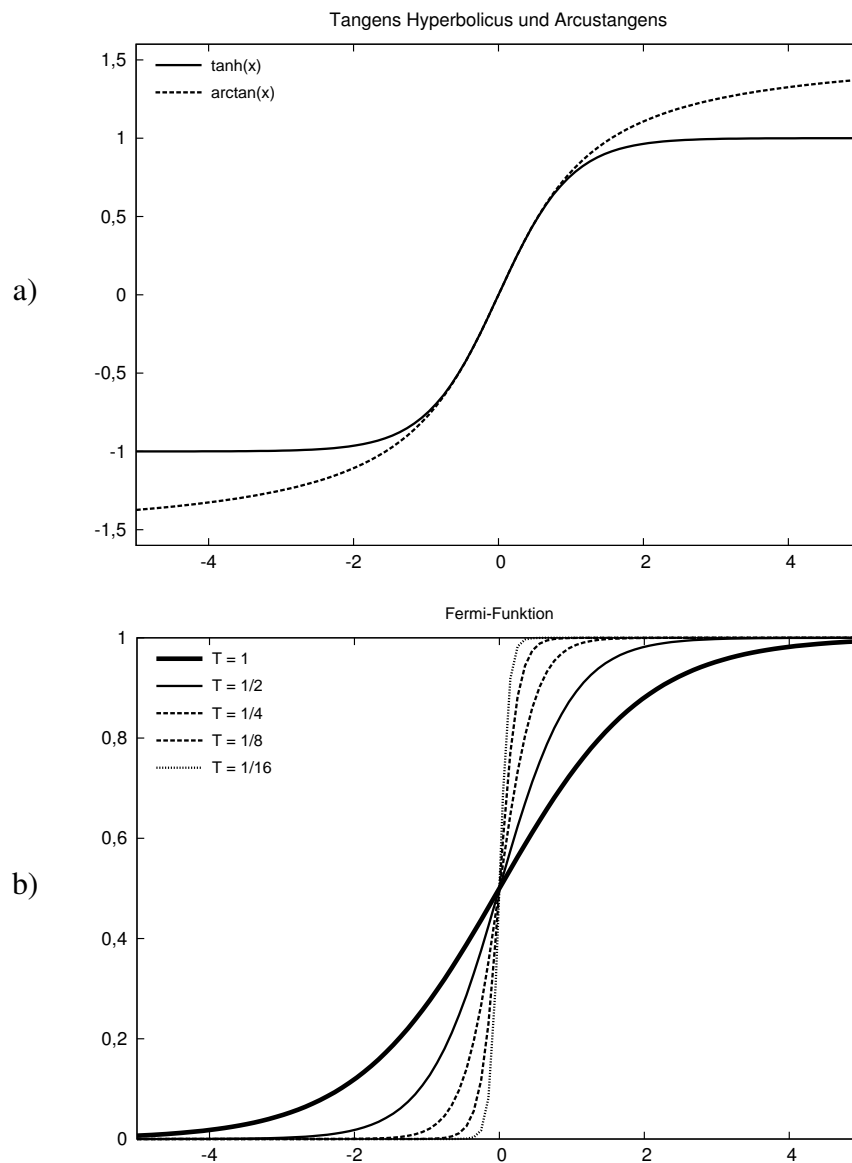 Tangens Hyperbolicus und Arcustangens
1,5
tanh(x)
arctan(x)
1
0,5
a)
0
-0,5
-1
-1,5
-4 -2 0 2 4
Fermi-Funktion
1
T = 1
T = 1/2
T = 1/4
0,8
T = 1/8
T = 1/16
0,6
b)
0,4
0,2
0
-4 -2 0 2 4